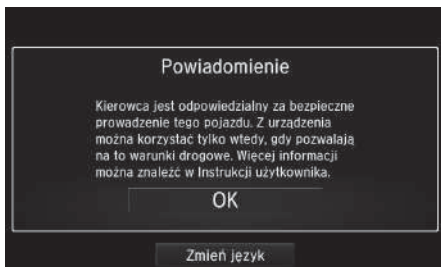 Powiadomienie
Kierowca jest odpowiedzialny za bezpieczne
prowadzenie tego pojazdu. Z urządzenia
można korzystać tylko wtedy, gdy pozwalają
na to warunki drogowe. Więcej informacji
można znaleźć w Instrukcji użytkownika.
OK
Zmień język